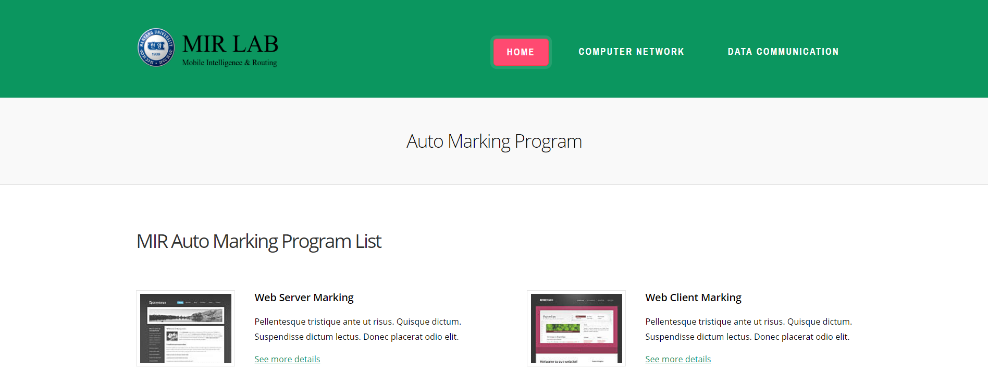 MIR LAB
Mobile Intelligence & Routing
HOME
COMPUTER NETWORK
DATA COMMUNICATION
Auto Marking Program
MIR Auto Marking Program List
Web Server Marking
Pellentesque tristique ante ut risus. Quisque dictum.
Suspendisse dictum lectus. Donec placerat odio elit.
See more details
Web Client Marking
Pellentesque tristique ante ut risus. Quisque dictum.
Suspendisse dictum lectus. Donec placerat odio elit.
See more details